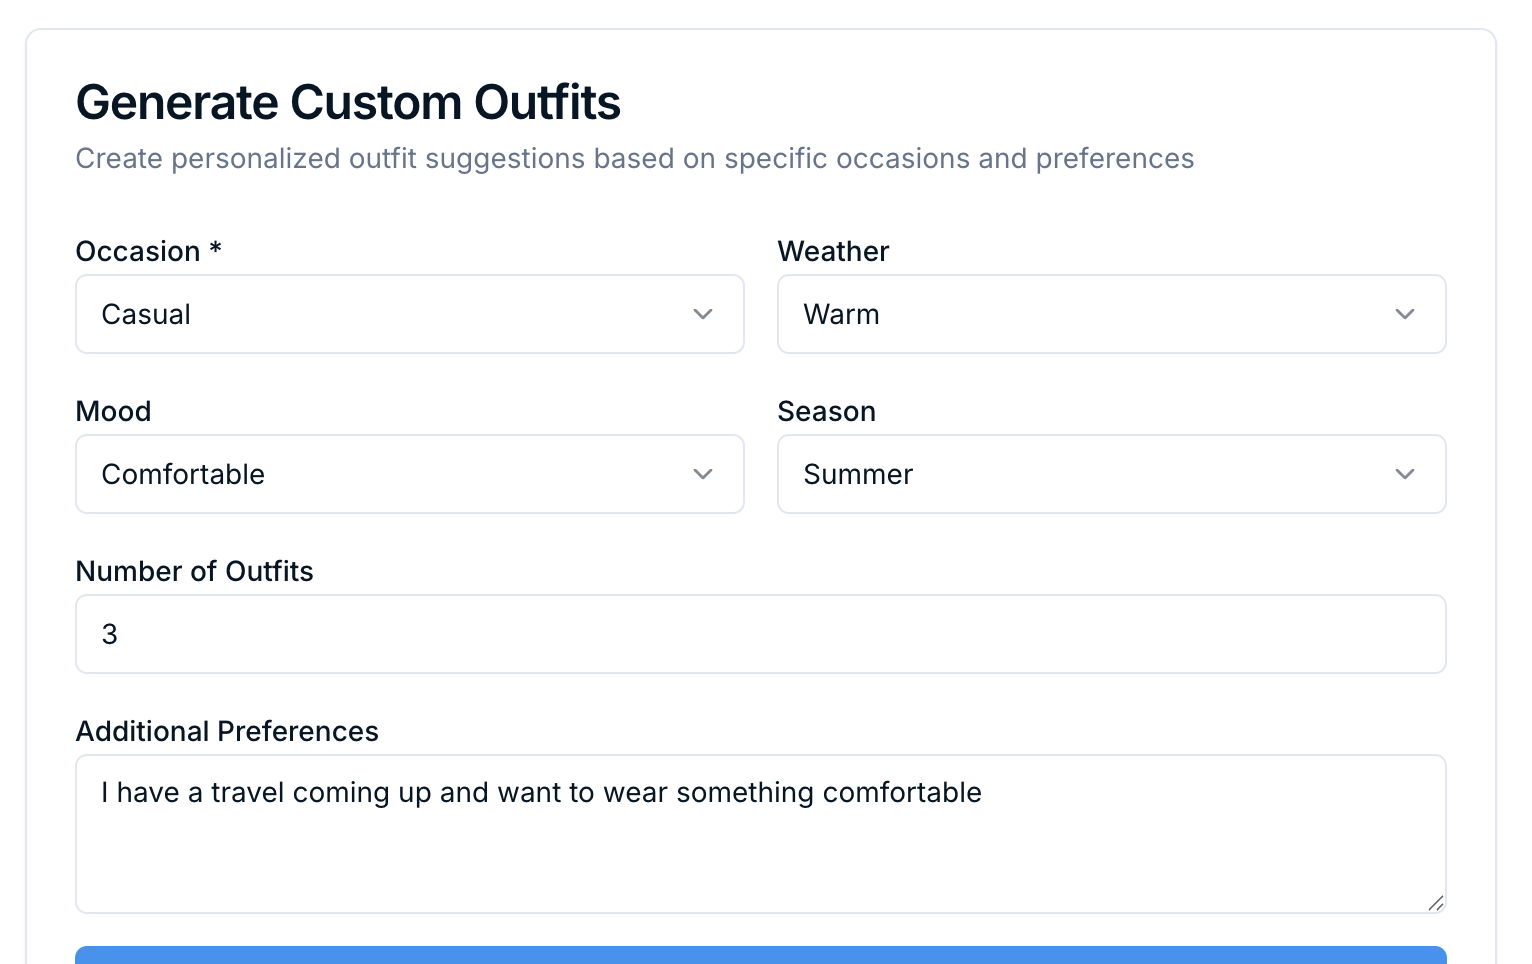 Generate Custom Outfits
Create personalized outfit suggestions based on specific occasions and preferences
Occasion *
Weather
Casual
Warm
Mood
Season
Comfortable
Summer
Number of Outfits
3
Additional Preferences
I have a travel coming up and want to wear something comfortable